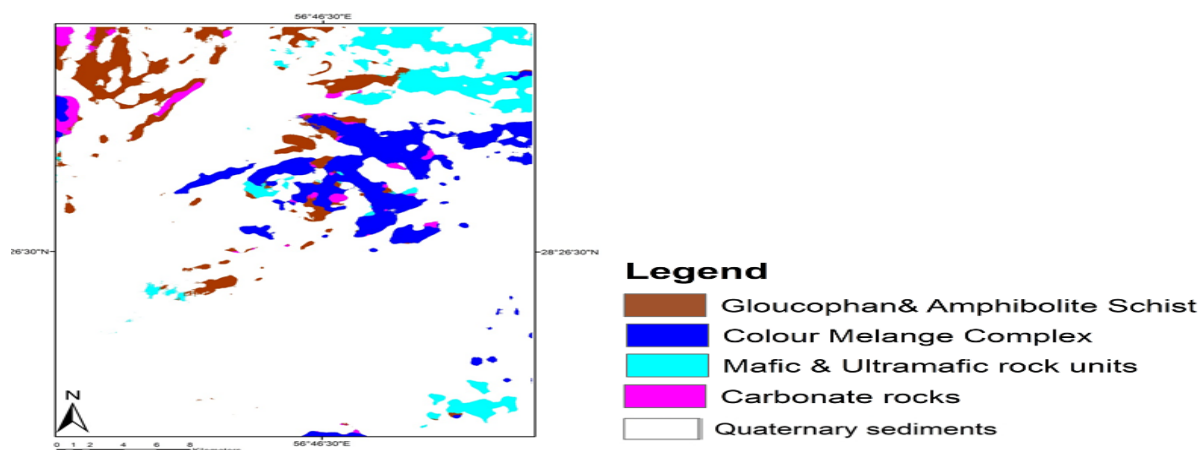 56°46'30"E
26'30"N
28°26'30"N
N
0 1 2 4 6 8
Kilometers
56°46'30"E
Legend
Gloucophan& Amphibolite Schist
Colour Melange Complex
Mafic & Ultramafic rock units
Carbonate rocks
Quaternary sediments